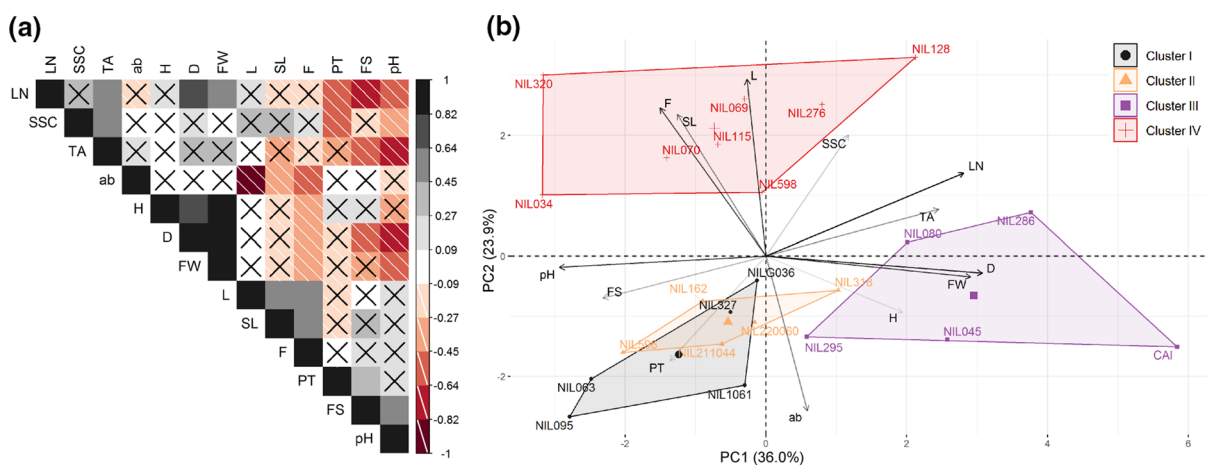 (a)
LN SSC TA ab H D FW L SL F PT FS pH
LN
SSC
TA
ab
H
D
FW
L
SL
F
PT
FS
pH
1
0.82
0.64
0.45
0.27
0.09
-0.09
-0.27
-0.45
-0.64
-0.82
-1
(b)
PC2 (23.9%)
2
0
-2
-2 0 2 4 6
PC1 (36.0%)
Cluster I
Cluster II
Cluster III
Cluster IV
NIL128
NIL320
L
NIL069
F
NIL276
SL
NIL115
SSC
NIL070
NIL598
NIL034
LN
TA
NIL286
NIL080
D
pH
NILG036
FW
FS
NIL162
NIL318
NIL327
H
NIL220060
NIL295
NIL045
NIL211044
CAI
PT
NIL063
NIL1061
NIL095
ab